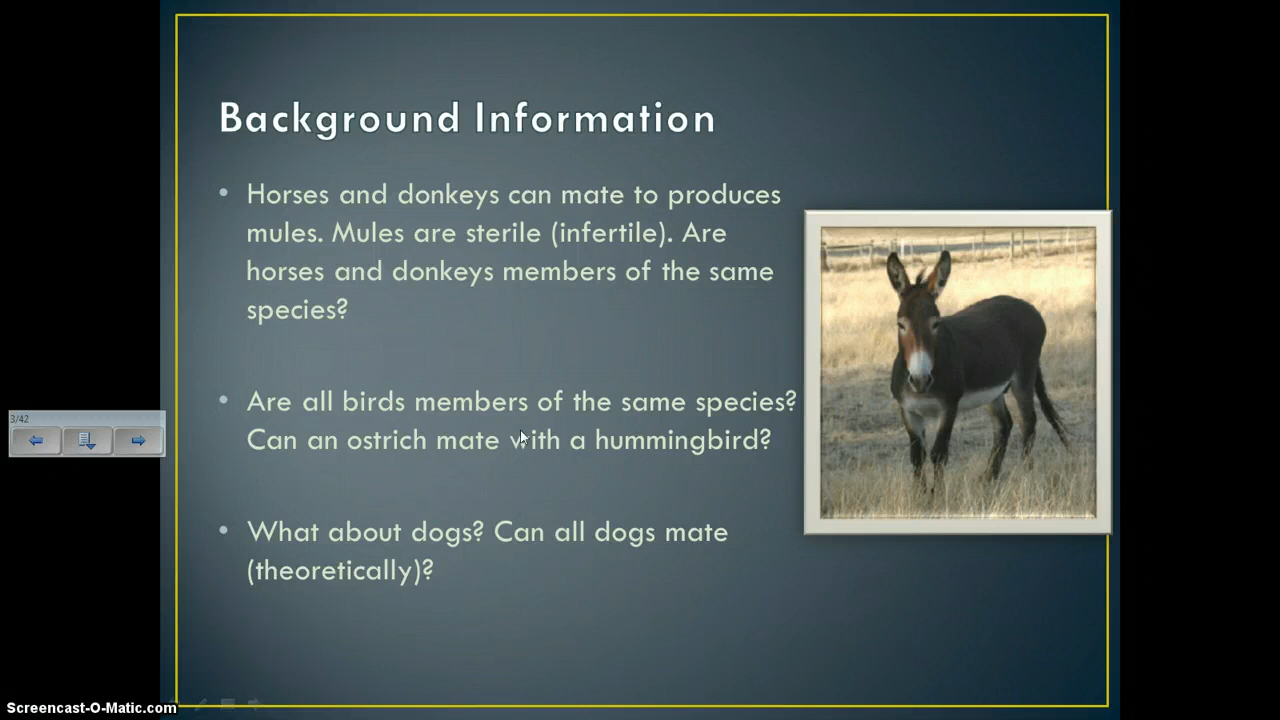 Background Information
• Horses and donkeys can mate to produces
mules. Mules are sterile (infertile). Are
horses and donkeys members of the same
species?
• Are all birds members of the same species?
Can an ostrich mate with a hummingbird?
• What about dogs? Can all dogs mate
(theoretically)?
3/42
Screencast-O-Matic.com